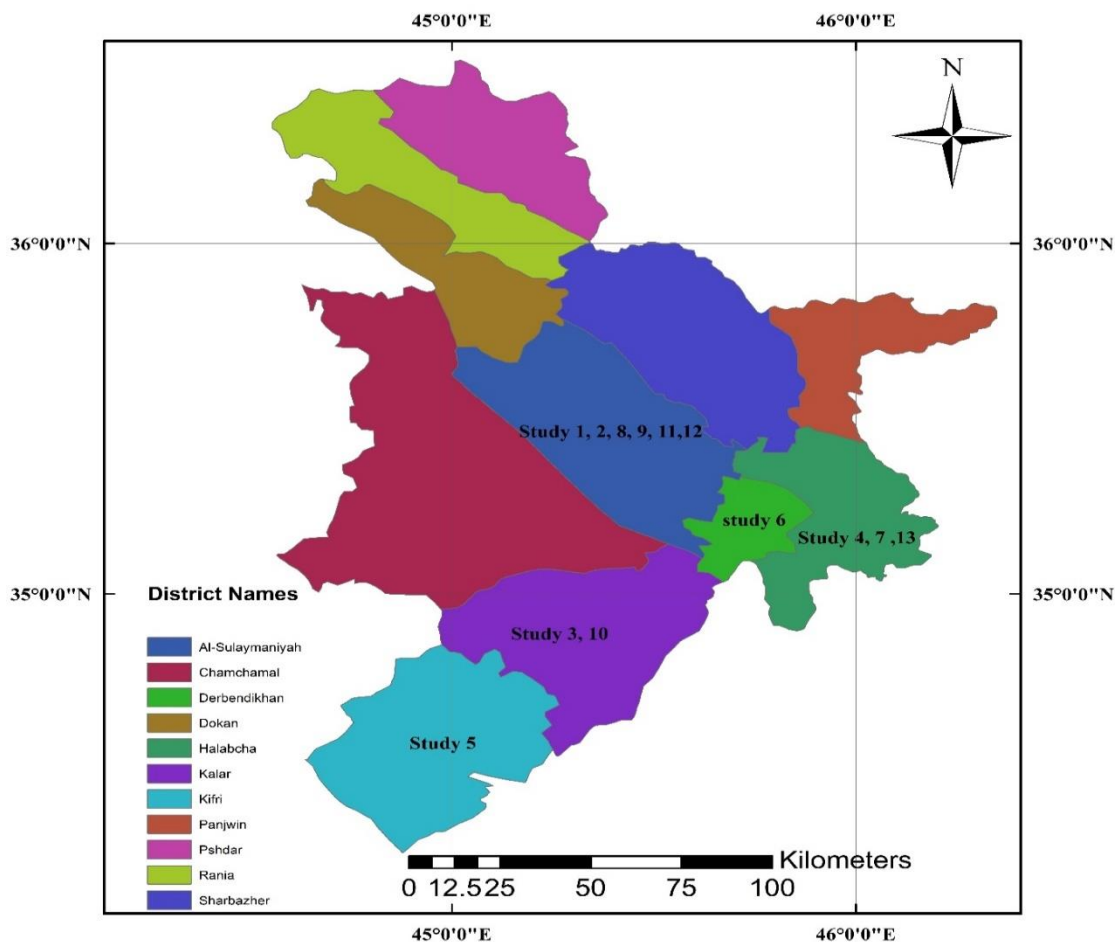 45°0'0"E 46°0'0"E
N
36°0'0"N 36°0'0"N
Study 1, 2, 8, 9, 11,12
study 6
Study 4, 7 ,13
35°0'0"N 35°0'0"N
District Names
Study 3, 10
Al-Sulaymaniyah
Chamchamal
Derbendikhan
Dokan
Halabcha
Kalar
Kifri
Panjwin
Pshdar
Rania
Sharbazher
Study 5
Kilometers
0 12.5 25 50 75 100
45°0'0"E 46°0'0"E